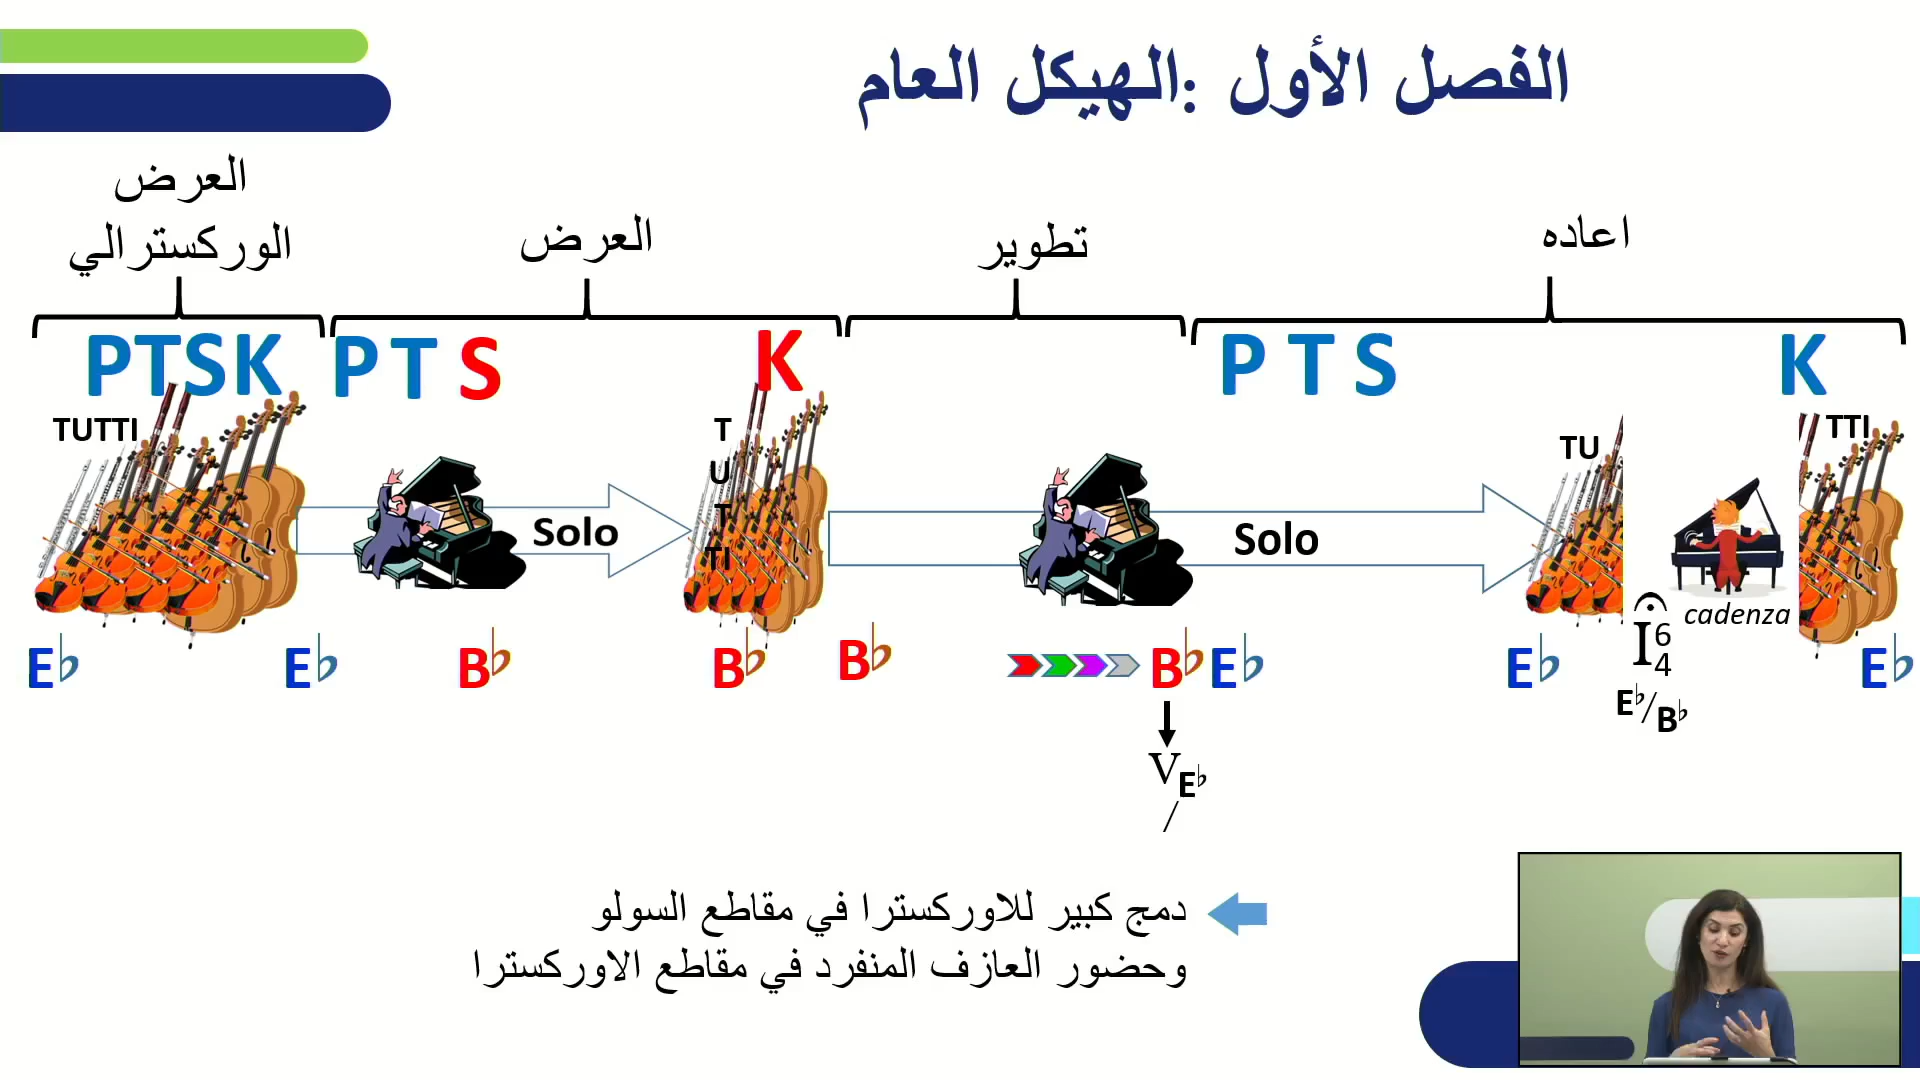 الفصل الأول :الهيكل العام
العرض
الوركسترالي
العرض
تطوير
اعاده
PTSK
P T S
K
P T S
K
TUTTI
T
U
T
TI
TU
TTI
Solo
Solo
cadenza
E♭
E♭
B♭
B♭
B♭
B♭
E♭
E♭
I6
4
E♭
E♭/B♭
V E♭
/
دمج كبير للاوركسترا في مقاطع السولو
وحضور العازف المنفرد في مقاطع الاوركسترا